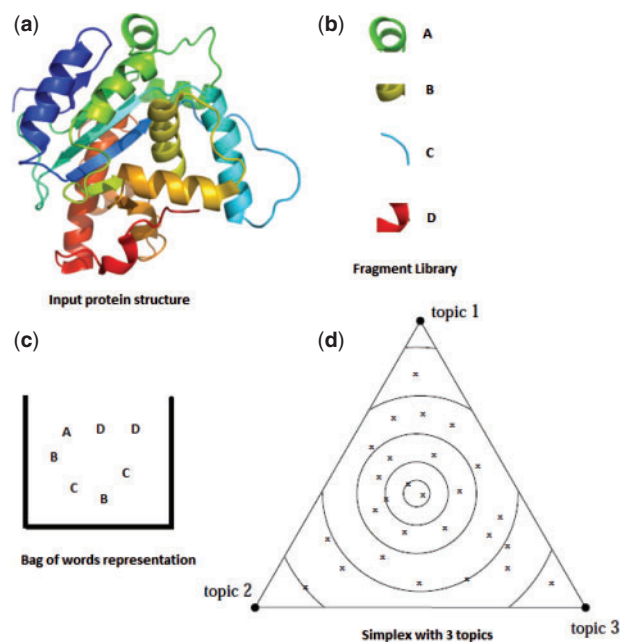 (a)
(b)
A
B
C
D
Input protein structure
Fragment Library
(c)
(d)
A D D
B
C
C
B
Bag of words representation
topic 1
topic 2
topic 3
Simplex with 3 topics